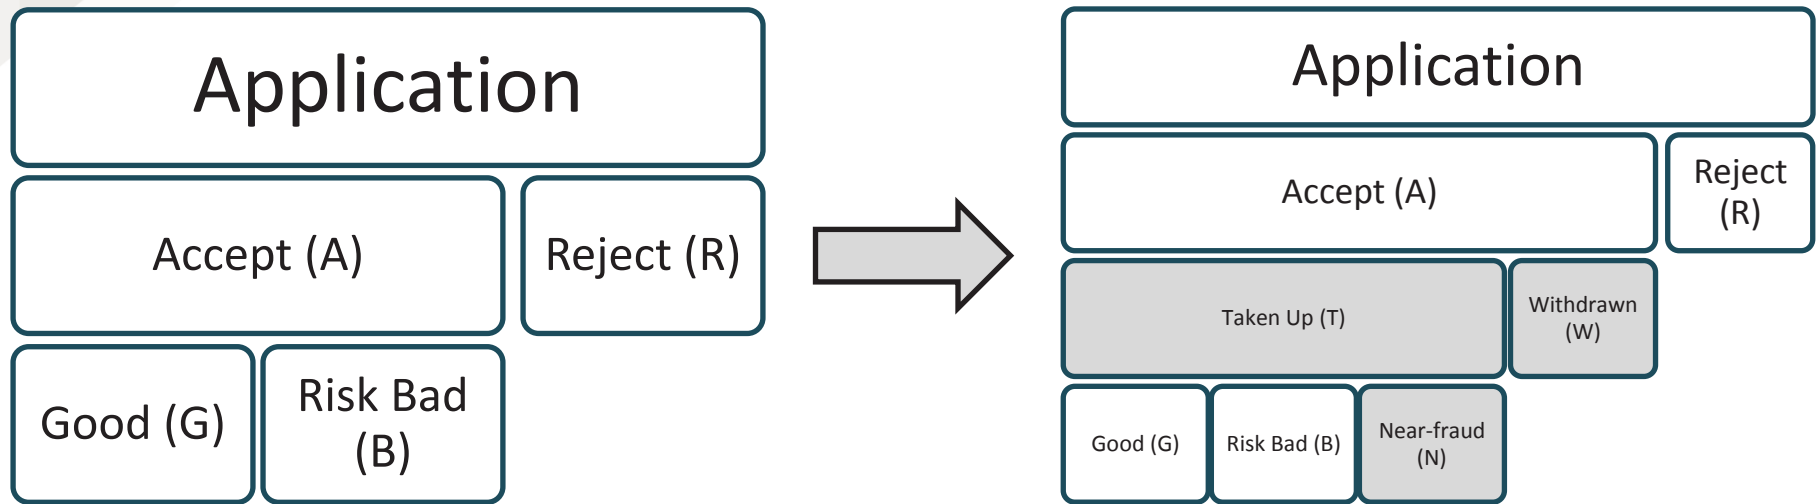 Application
Accept (A)
Reject (R)
Good (G)
Risk Bad
(B)
Application
Accept (A)
Reject
(R)
Taken Up (T)
Withdrawn
(W)
Good (G)
Risk Bad (B)
Near-fraud
(N)